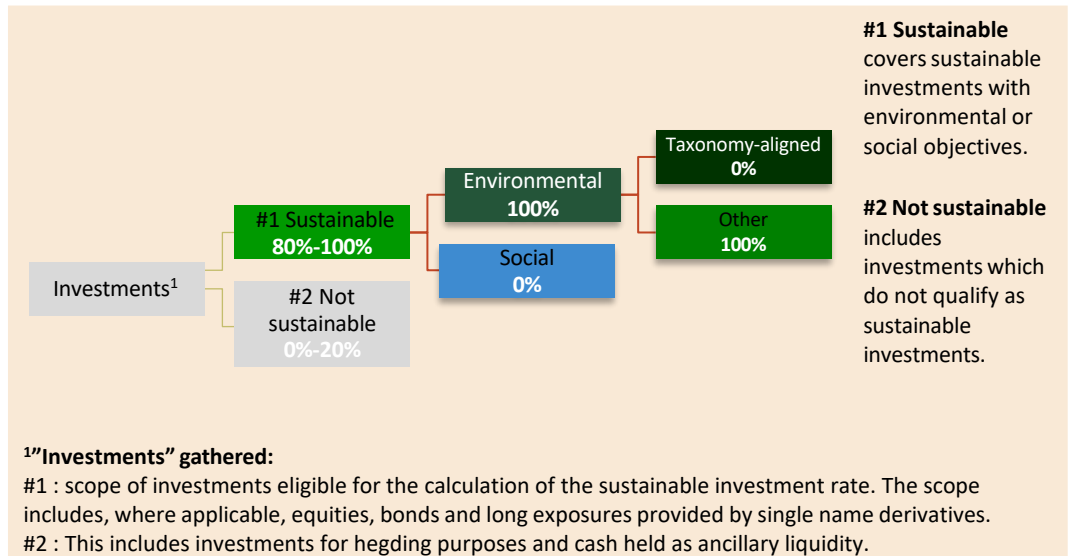 Investments1
#1 Sustainable
80%-100%
#2 Not
sustainable
0%-20%
Environmental
100%
Social
0%
Taxonomy-aligned
0%
Other
100%
#1 Sustainable
covers sustainable
investments with
environmental or
social objectives.
#2 Not sustainable
includes
investments which
do not qualify as
sustainable
investments.
1”Investments” gathered:
#1 : scope of investments eligible for the calculation of the sustainable investment rate. The scope
includes, where applicable, equities, bonds and long exposures provided by single name derivatives.
#2 : This includes investments for hegding purposes and cash held as ancillary liquidity.